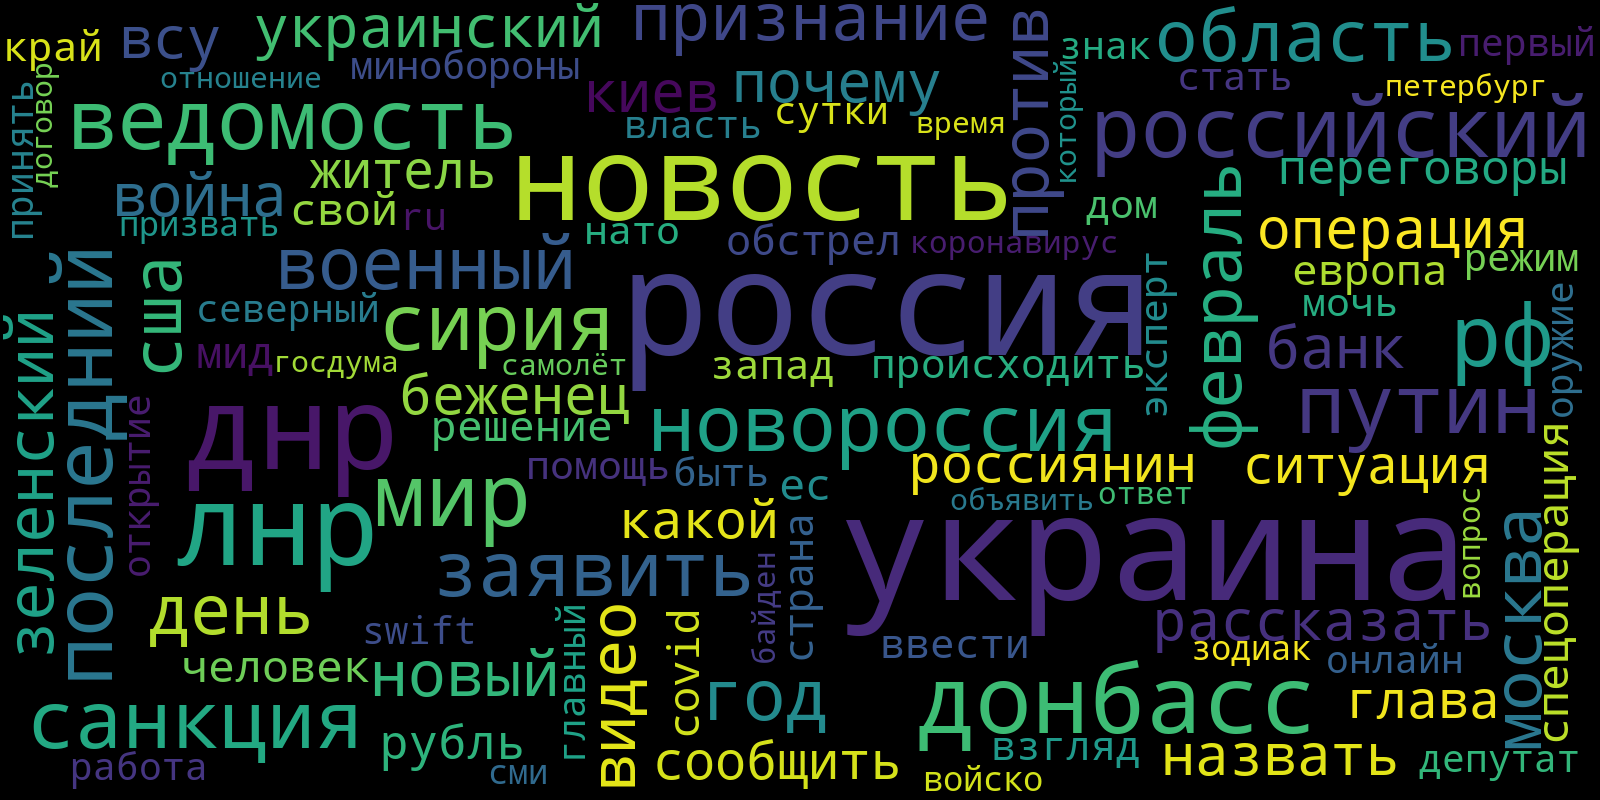 край
всу
украинский
признание
знак
область
первый
отношение
минобороны
киев
почему
против
который
стать
петербург
российский
принять
договор
ведомость
власть
сутки
время
житель
новость
переговоры
война
призвать
свой
ru
нато
обстрел
коронавирус
дом
февраль
операция
европа
режим
зеленский
последний
сша
военный
северный
сирия
россия
эксперт
мочь
оружие
мид
госдума
самолёт
запад
происходить
банк
рф
открытие
днр
беженец
решение
новороссия
путин
лнр
мир
помощь
быть
ес
россиянин
ситуация
объявить
ответ
спецоперация
какой
заявить
байден
страна
украина
вопрос
москва
день
swift
главный
видео
covid
ввести
рассказать
зодиак
онлайн
человек
новый
год
донбасс
глава
санкция
рубль
работа
сми
сообщить
взгляд
войско
назвать
депутат